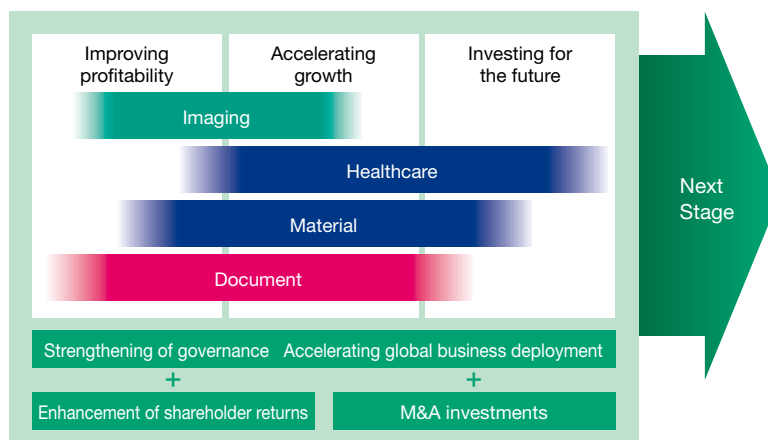 Improving
profitability
Accelerating
growth
Investing for
the future
Imaging
Healthcare
Material
Document
Next
Stage
Strengthening of governance Accelerating global business deployment
+ +
Enhancement of shareholder returns
M&A investments